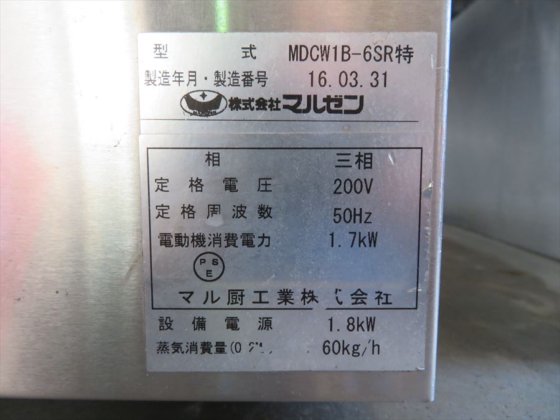 型 式 MDCW1B-6SR特
製造年月・製造番号 16.03.31
株式会社マルゼン
相 三相
定格電圧 200V
定格周波数 50Hz
電動機消費電力 1.7kW
P S E
マル厨工業株式会社
設備電源 1.8kW
蒸気消費量(0 60kg/h